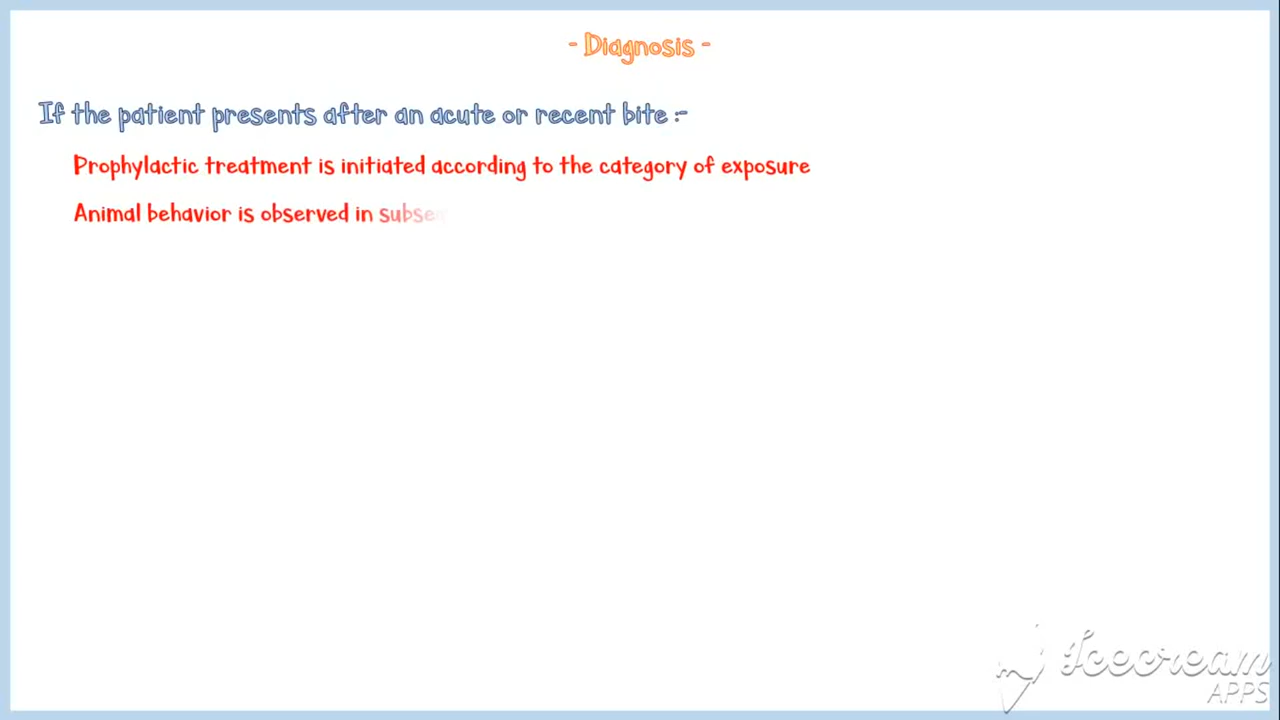 - Diagnosis -
If the patient presents after an acute or recent bite :-
Prophylactic treatment is initiated according to the category of exposure
Animal behavior is observed in
Icecream
APPS